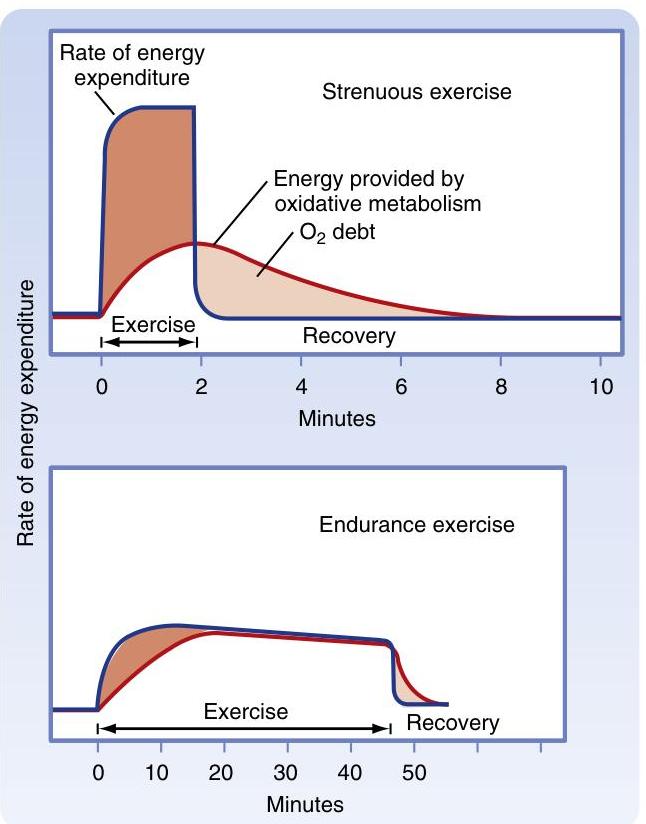 Rate of energy
expenditure
Strenuous exercise
Energy provided by
oxidative metabolism
O₂ debt
Exercise
Recovery
0 2 4 6 8 10
Minutes
Rate of energy expenditure
Endurance exercise
Exercise
Recovery
0 10 20 30 40 50
Minutes